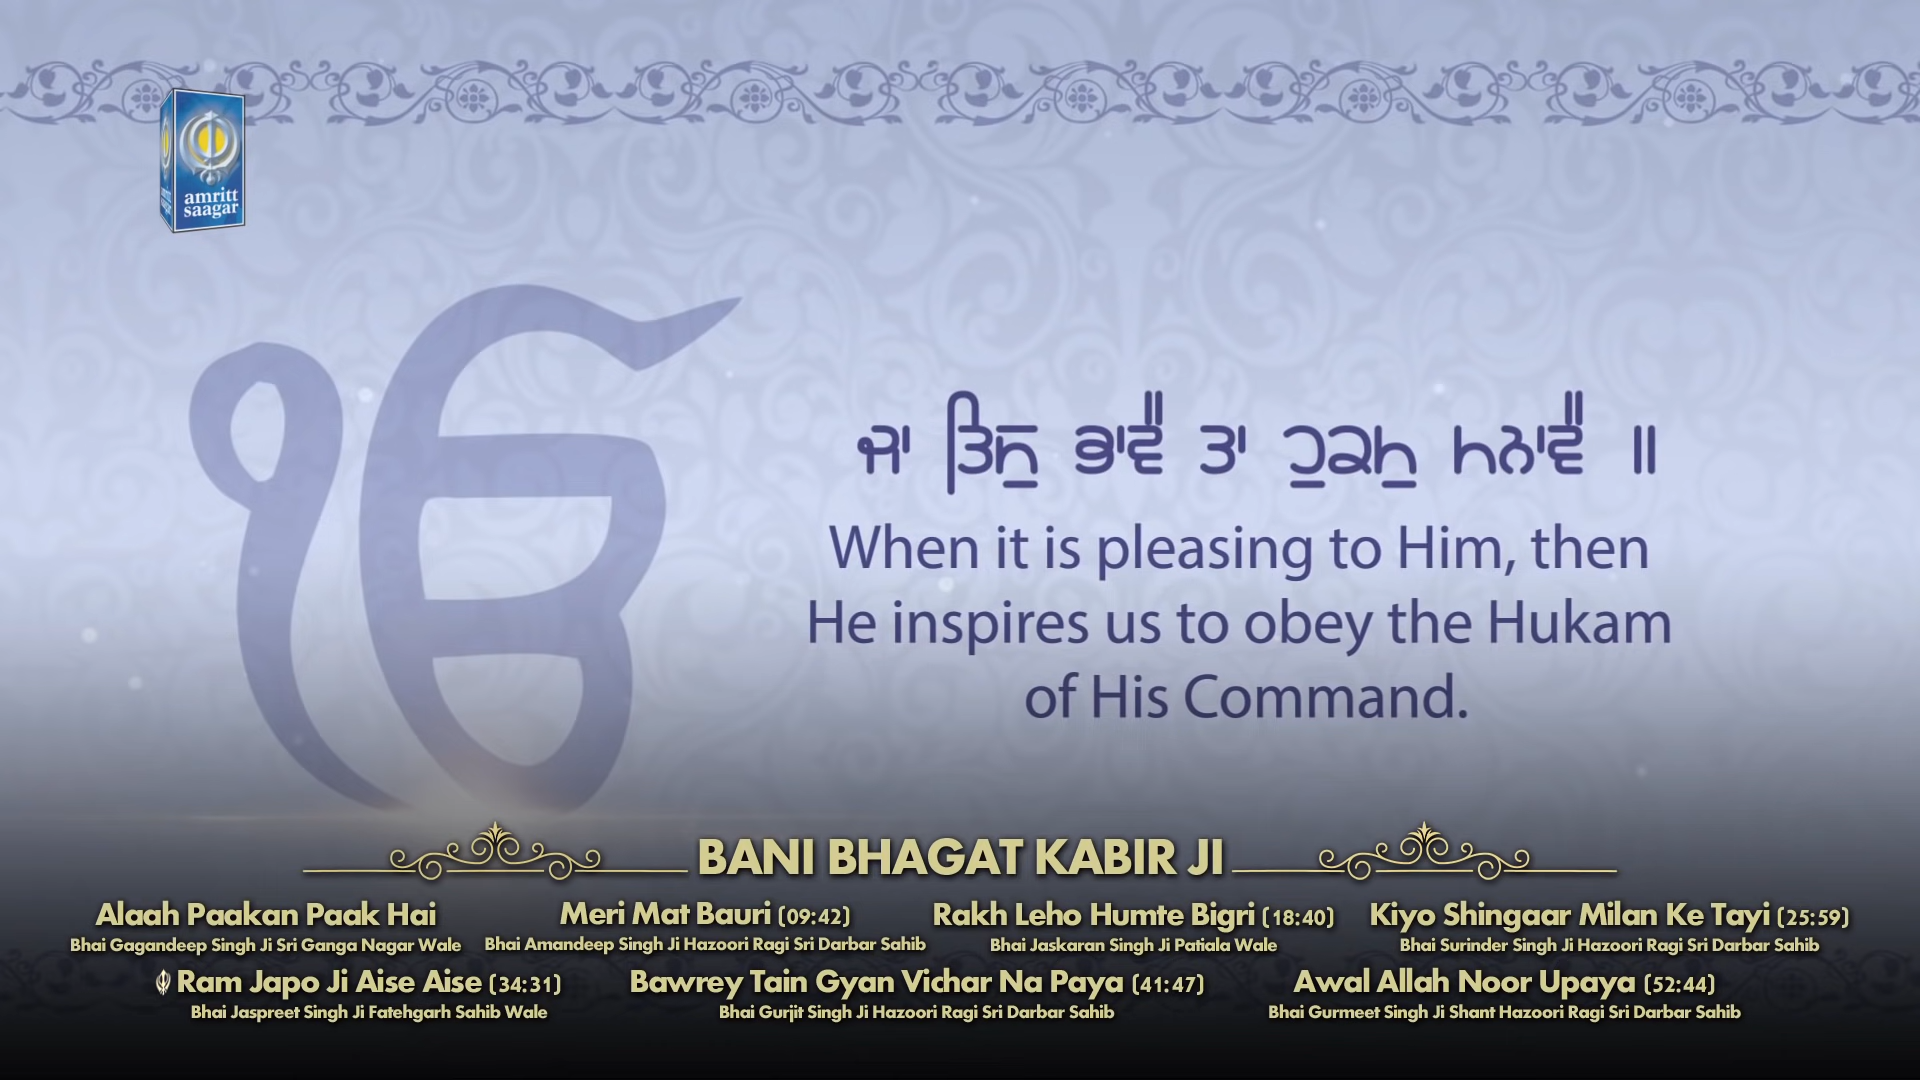 amritt
saagar
ਜਾ ਤਿਸੁ ਭਾਵੈ ਤਾ ਹੁਕਮੁ ਮਨਾਵੈ ॥
When it is pleasing to Him, then
He inspires us to obey the Hukam
of His Command.
BANI BHAGAT KABIR JI
Alaah Paakan Paak Hai Meri Mat Bauri (09:42) Rakh Leho Humte Bigri (18:40) Kiyo Shingaar Milan Ke Tayi (25:59)
Bhai Gagandeep Singh Ji Sri Ganga Nagar Wale Bhai Amandeep Singh Ji Hazoori Ragi Sri Darbar Sahib Bhai Jaskaran Singh Ji Patiala Wale Bhai Surinder Singh Ji Hazoori Ragi Sri Darbar Sahib
Ram Japo Ji Aise Aise (34:31) Bawrey Tain Gyan Vichar Na Paya (41:47) Awal Allah Noor Upaya (52:44)
Bhai Jaspreet Singh Ji Fatehgarh Sahib Wale Bhai Gurjit Singh Ji Hazoori Ragi Sri Darbar Sahib Bhai Gurmeet Singh Ji Shant Hazoori Ragi Sri Darbar Sahib